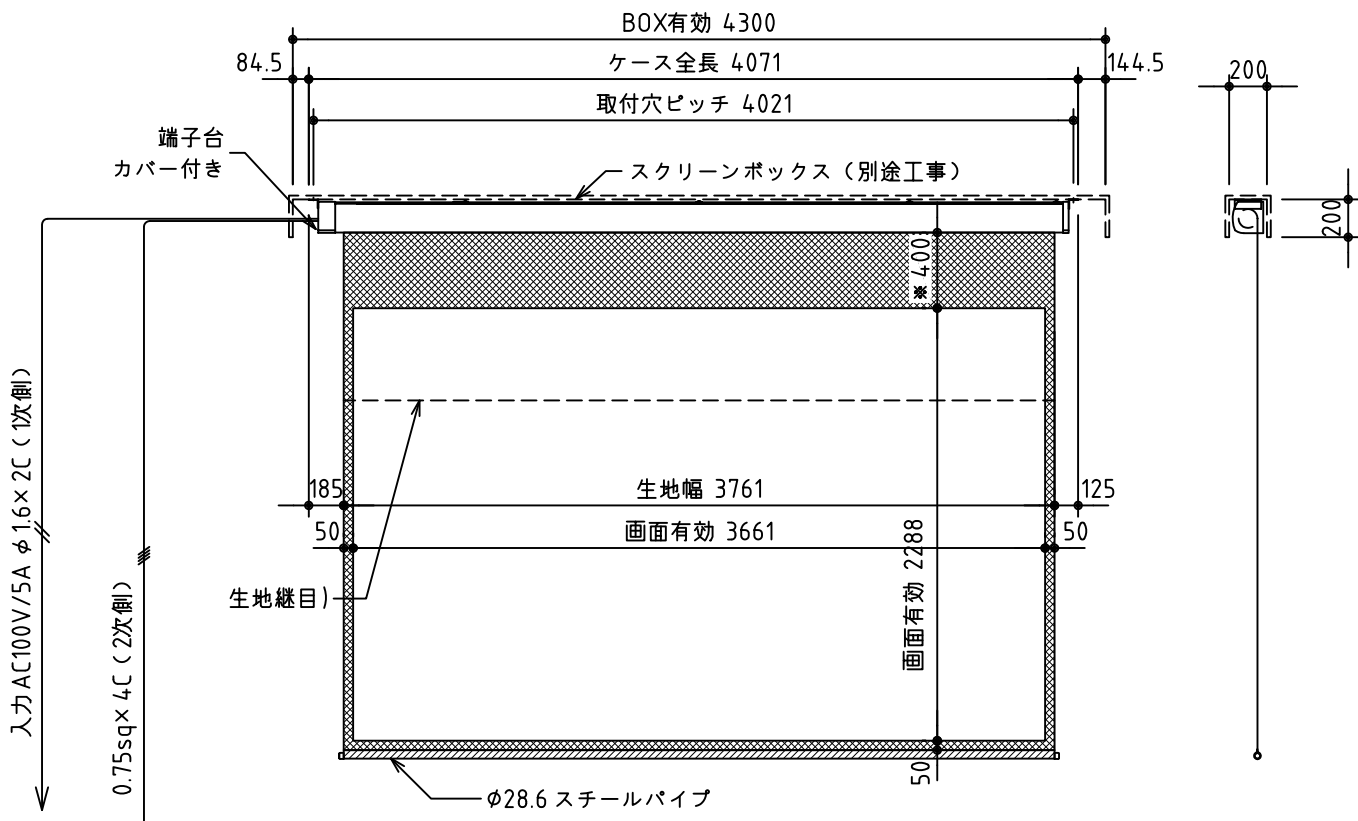 BOX有効 4300
84.5
ケース全長 4071
144.5
200
取付穴ピッチ 4021
端子台
カバー付き
スクリーンボックス（別途工事）
200
※400
入力AC100V/5A φ1.6×2C（1次側）
0.75sq×4C（2次側）
185
生地幅 3761
125
50
画面有効 3661
50
画面有効 2288
生地継目)
50
φ28.6 スチールパイプ